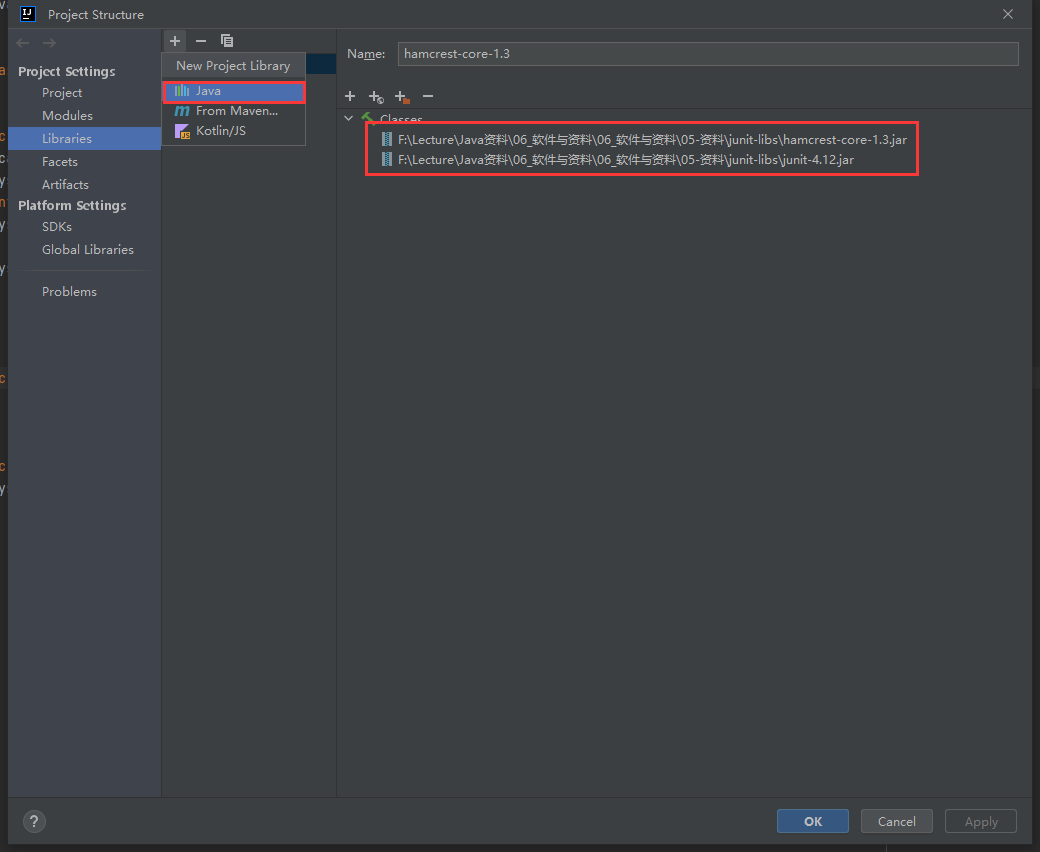 Project Structure
Project Settings
Project
Modules
Libraries
Facets
Artifacts
Platform Settings
SDKs
Global Libraries
Problems
New Project Library
Java
From Maven...
Kotlin/JS
Name: hamcrest-core-1.3
Classes
F:\Lecture\Java资料\06_软件与资料\06_软件与资料\05-资料\junit-libs\hamcrest-core-1.3.jar
F:\Lecture\Java资料\06_软件与资料\06_软件与资料\05-资料\junit-libs\junit-4.12.jar
?
OK
Cancel
Apply